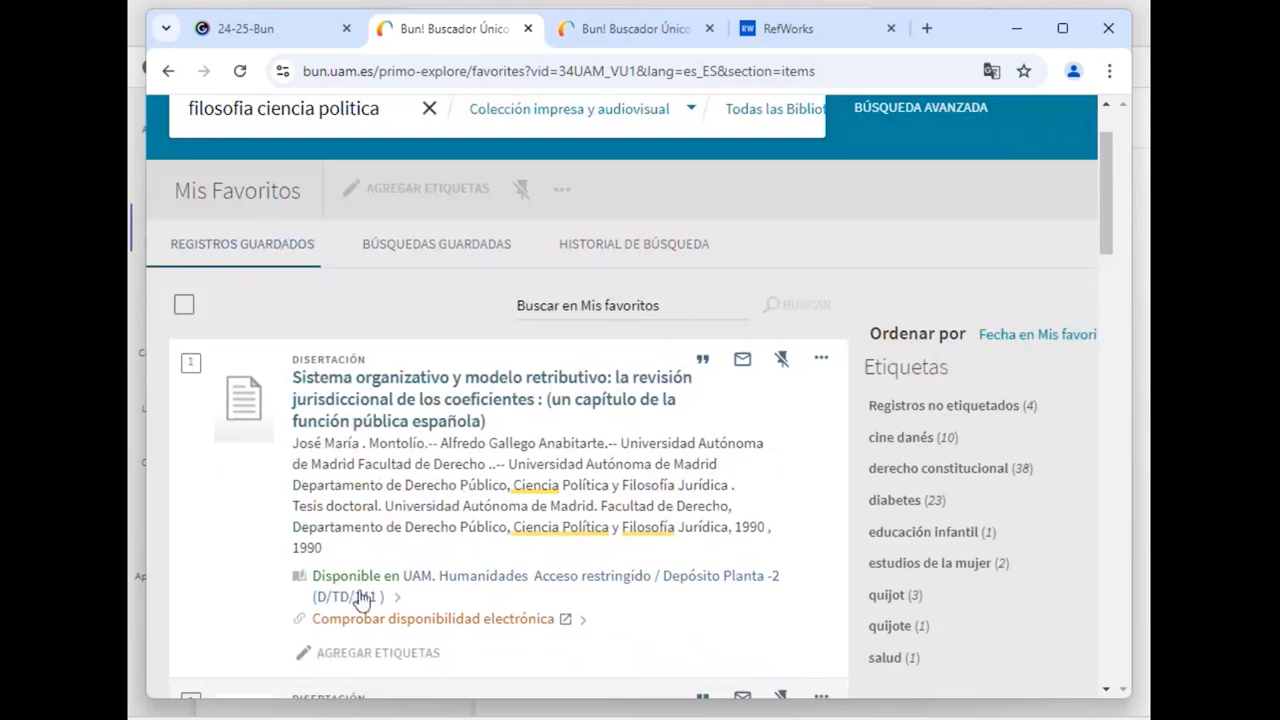 24-25-Bun
Bun! Buscador Único
Bun! Buscador Único
RW RefWorks
bun.uam.es/primo-explore/favorites?vid=34UAM_VU1&lang=es_ES&section=items
filosofia ciencia politica
Colección impresa y audiovisual
Todas las Bibliot
BÚSQUEDA AVANZADA
Mis Favoritos
AGREGAR ETIQUETAS
REGISTROS GUARDADOS
BÚSQUEDAS GUARDADAS
HISTORIAL DE BÚSQUEDA
Buscar en Mis favoritos
BUSCAR
Ordenar por Fecha en Mis favori
1
DISERTACIÓN
Sistema organizativo y modelo retributivo: la revisión
jurisdiccional de los coeficientes : (un capítulo de la
función pública española)
José María . Montolío.-- Alfredo Gallego Anabitarte.-- Universidad Autónoma
de Madrid Facultad de Derecho ..-- Universidad Autónoma de Madrid
Departamento de Derecho Público, Ciencia Política y Filosofía Jurídica .
Tesis doctoral. Universidad Autónoma de Madrid. Facultad de Derecho,
Departamento de Derecho Público, Ciencia Política y Filosofía Jurídica, 1990 ,
1990
Disponible en UAM. Humanidades Acceso restringido / Depósito Planta -2
Comprobar disponibilidad electrónica
AGREGAR ETIQUETAS
Etiquetas
Registros no etiquetados (4)
cine danés (10)
derecho constitucional (38)
diabetes (23)
educación infantil (1)
estudios de la mujer (2)
quijot (3)
quijote (1)
salud (1)
DISERTACIÓN